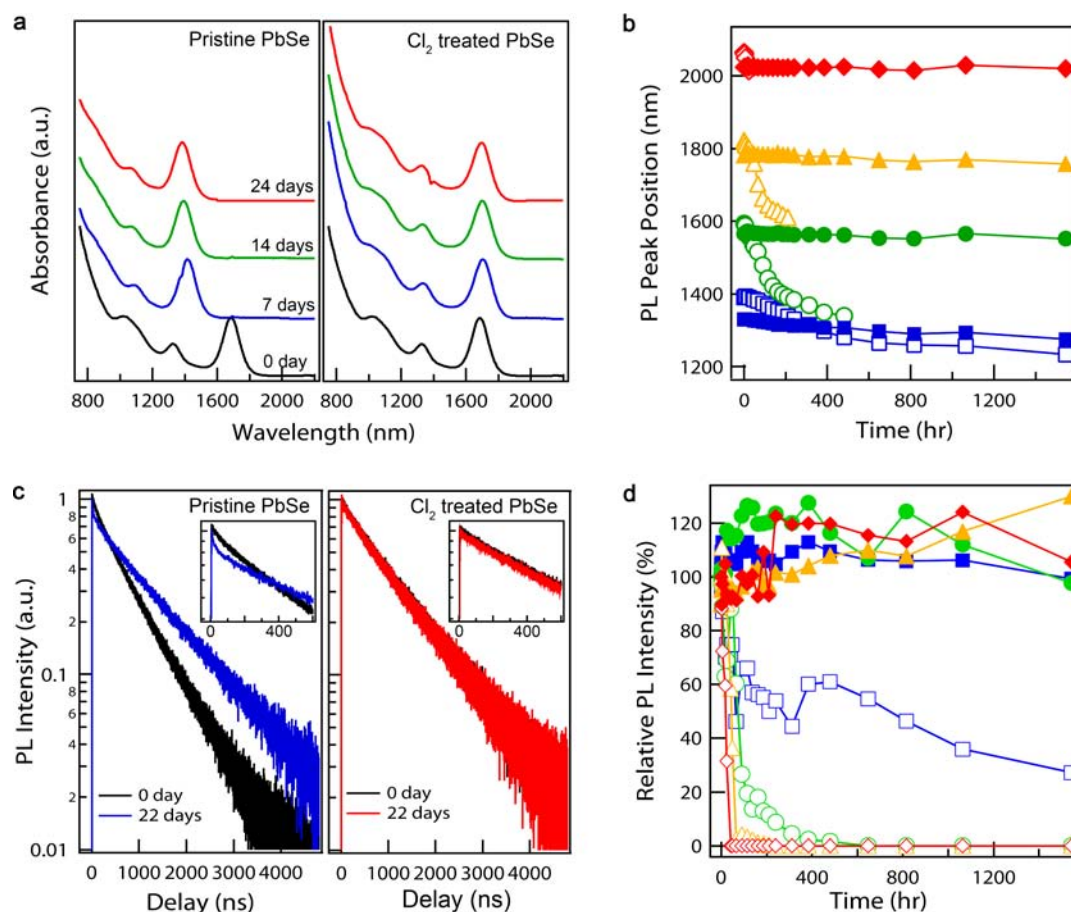 a
Pristine PbSe
Cl2 treated PbSe
Absorbance (a.u.)
24 days
14 days
7 days
0 day
800 1200 1600 2000
800 1200 1600 2000
Wavelength (nm)
b
PL Peak Position (nm)
2000
1800
1600
1400
1200
0 400 800 1200
Time (hr)
c
Pristine PbSe
Cl2 treated PbSe
PL Intensity (a.u.)
1
8
6
4
2
0.1
8
6
4
2
0.01
0 400
0 400
0 day
22 days
0 day
22 days
0 1000 2000 3000 4000
0 1000 2000 3000 4000
Delay (ns)
Delay (ns)
d
Relative PL Intensity (%)
120
100
80
60
40
20
0
0 400 800 1200
Time (hr)